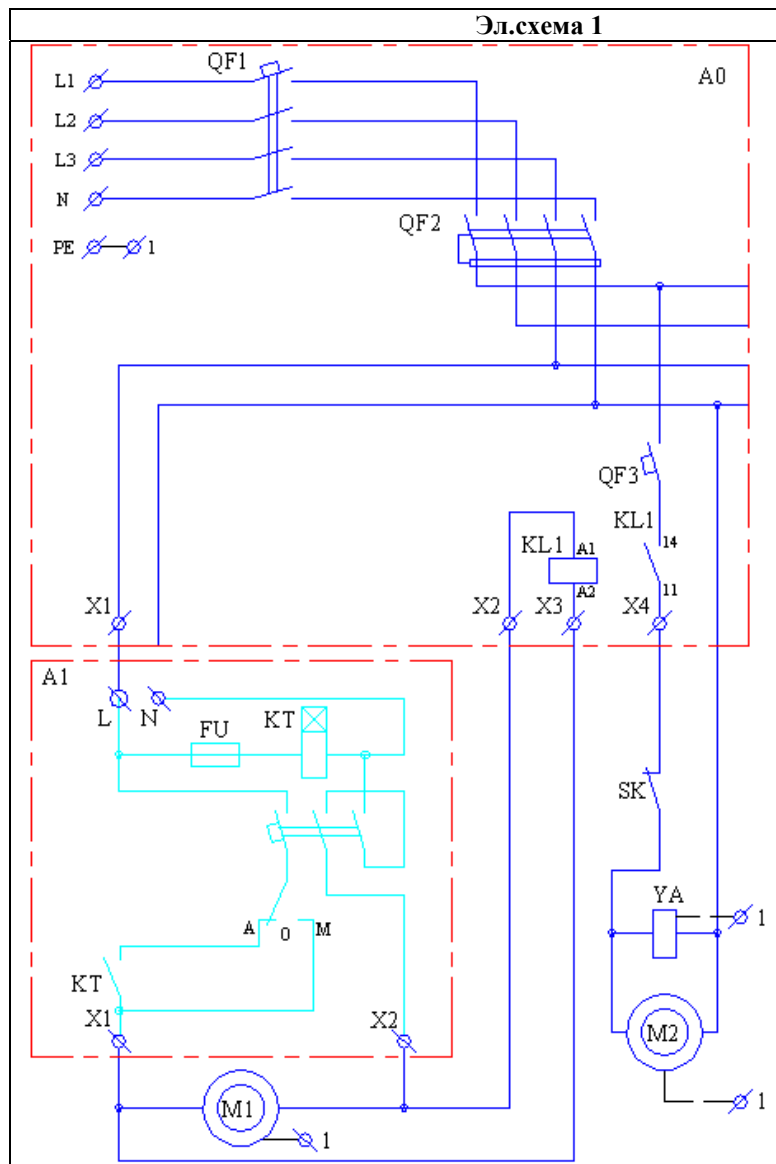 Эл.схема 1
QF1
A0
L1
L2
L3
N
QF2
PE 1
QF3
KL1
KL1 A1
14
A2
11
X1
X2 X3 X4
A1
L N
FU KT
SK
YA
1
A 0 M
KT
X1 X2
M2
M1
1
1